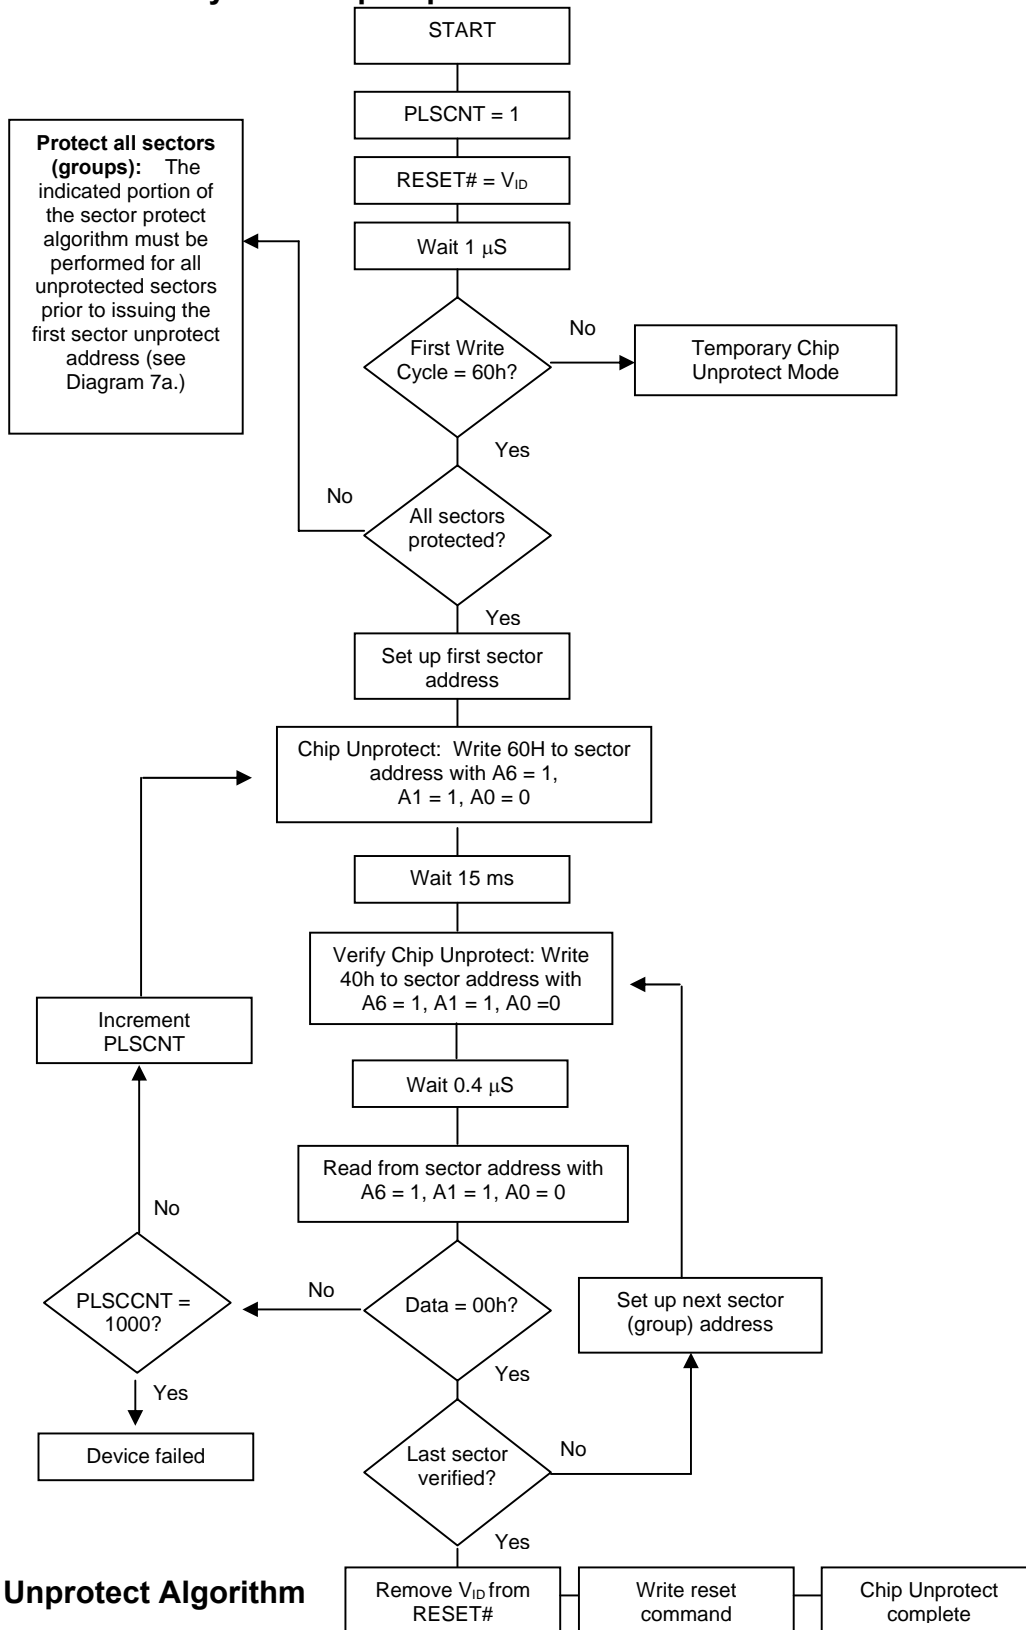 START
PLSCNT = 1
RESET# = VID
Wait 1 μS
Protect all sectors
(groups): The
indicated portion of
the sector protect
algorithm must be
performed for all
unprotected sectors
prior to issuing the
first sector unprotect
address (see
Diagram 7a.)
First Write
Cycle = 60h?
No
Temporary Chip
Unprotect Mode
Yes
All sectors
protected?
No
Yes
Set up first sector
address
Chip Unprotect: Write 60H to sector
address with A6 = 1,
A1 = 1, A0 = 0
Wait 15 ms
Verify Chip Unprotect: Write
40h to sector address with
A6 = 1, A1 = 1, A0 =0
Increment
PLSCNT
Wait 0.4 μS
Read from sector address with
A6 = 1, A1 = 1, A0 = 0
No
PLSCCNT =
1000?
No
Data = 00h?
Set up next sector
(group) address
Yes
Yes
Device failed
Last sector
verified?
No
Yes
Unprotect Algorithm
Remove VID from
RESET#
Write reset
command
Chip Unprotect
complete